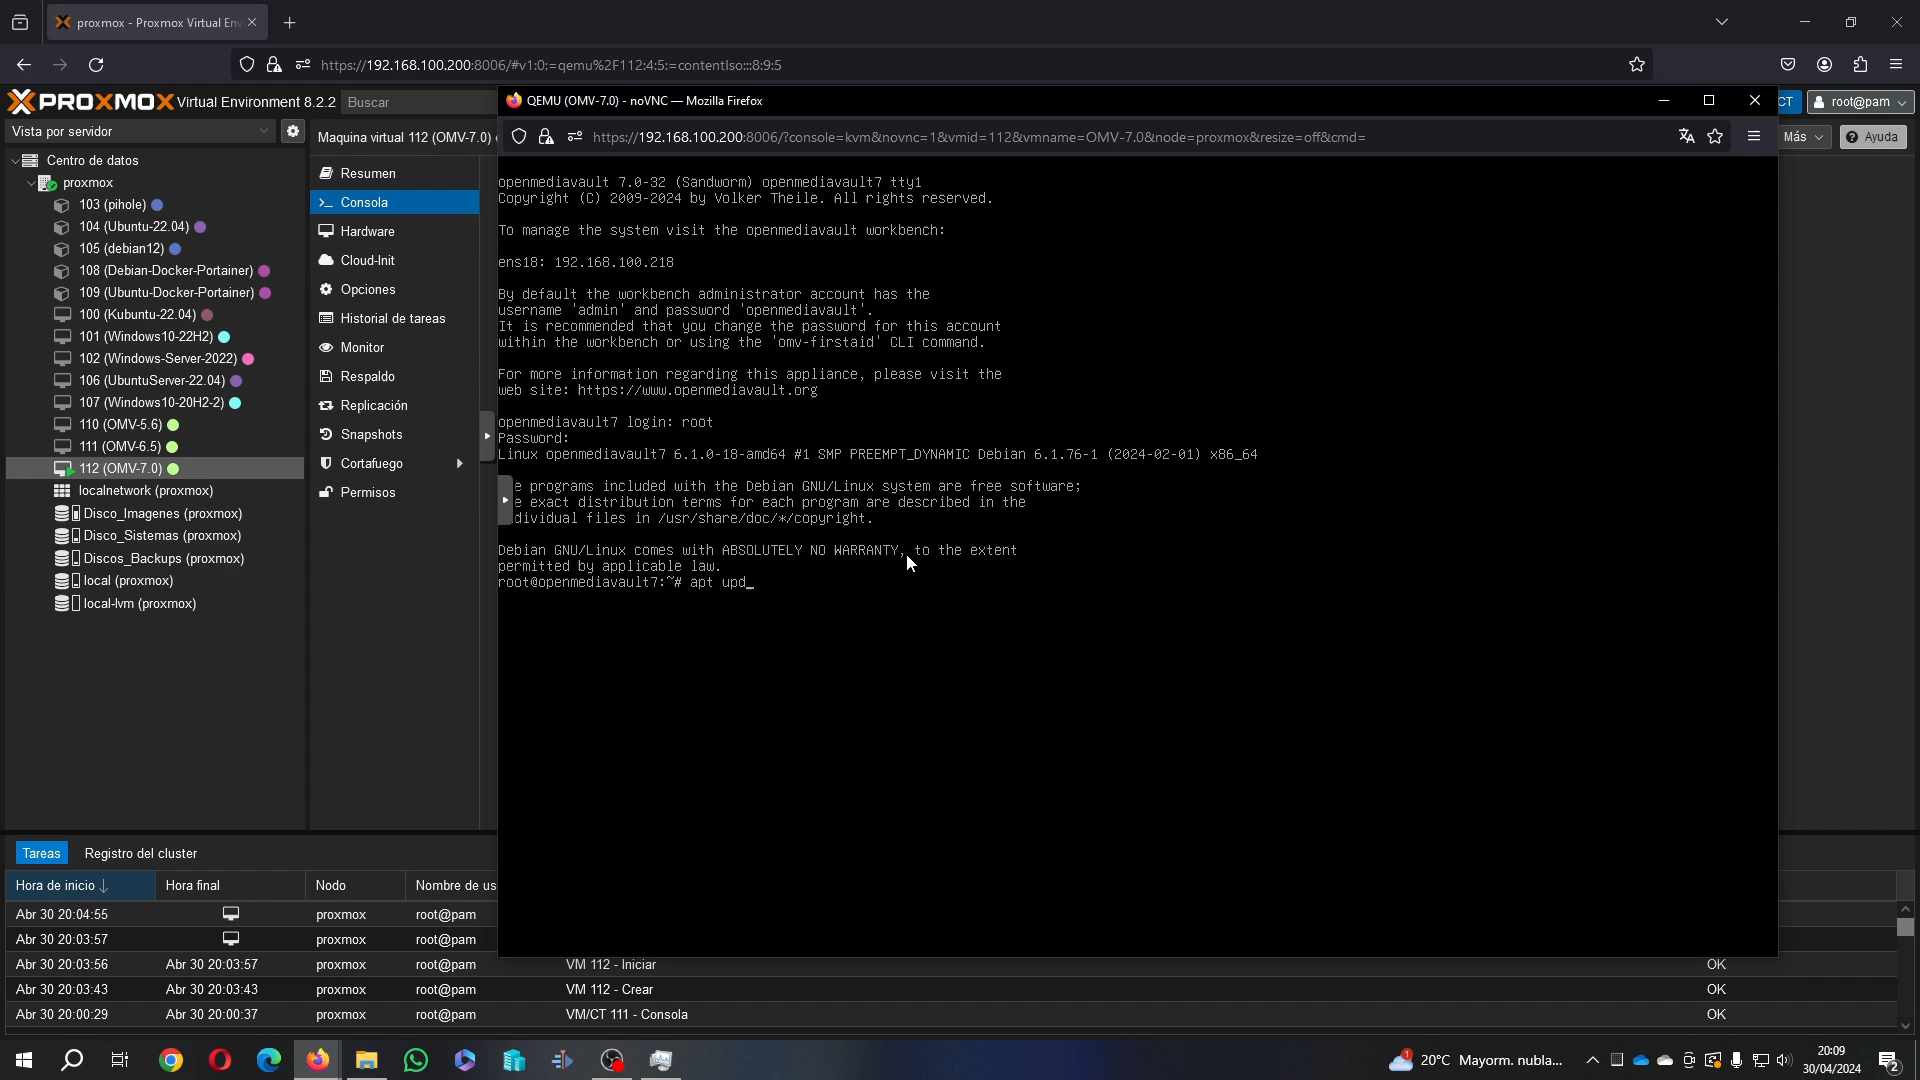 proxmox - Proxmox Virtual En
https://192.168.100.200:8006/#v1:0:=qemu%2F112:4:5:=contentIso:::8:9:5
PROXMOX Virtual Environment 8.2.2
Buscar
CT
root@pam
Vista por servidor
Maquina virtual 112 (OMV-7.0)
Más
Ayuda
Centro de datos
proxmox
103 (pihole)
104 (Ubuntu-22.04)
105 (debian12)
108 (Debian-Docker-Portainer)
109 (Ubuntu-Docker-Portainer)
100 (Kubuntu-22.04)
101 (Windows10-22H2)
102 (Windows-Server-2022)
106 (UbuntuServer-22.04)
107 (Windows10-20H2-2)
110 (OMV-5.6)
111 (OMV-6.5)
112 (OMV-7.0)
localnetwork (proxmox)
Disco_Imagenes (proxmox)
Disco_Sistemas (proxmox)
Discos_Backups (proxmox)
local (proxmox)
local-lvm (proxmox)
Resumen
Consola
Hardware
Cloud-Init
Opciones
Historial de tareas
Monitor
Respaldo
Replicación
Snapshots
Cortafuego
Permisos
QEMU (OMV-7.0) - noVNC — Mozilla Firefox
https://192.168.100.200:8006/?console=kvm&novnc=1&vmid=112&vmname=OMV-7.0&node=proxmox&resize=off&cmd=
openmediavault 7.0-32 (Sandworm) openmediavault7 tty1
Copyright (C) 2009-2024 by Volker Theile. All rights reserved.
To manage the system visit the openmediavault workbench:
ens18: 192.168.100.218
By default the workbench administrator account has the
username 'admin' and password 'openmediavault'.
It is recommended that you change the password for this account
within the workbench or using the 'omv-firstaid' CLI command.
For more information regarding this appliance, please visit the
web site: https://www.openmediavault.org
openmediavault7 login: root
Password:
Linux openmediavault7 6.1.0-18-amd64 #1 SMP PREEMPT_DYNAMIC Debian 6.1.76-1 (2024-02-01) x86_64
e programs included with the Debian GNU/Linux system are free software;
e exact distribution terms for each program are described in the
dividual files in /usr/share/doc/*/copyright.
Debian GNU/Linux comes with ABSOLUTELY NO WARRANTY, to the extent
permitted by applicable law.
root@openmediavault7:~# apt upd_
Tareas
Registro del cluster
Hora de inicio
Hora final
Nodo
Nombre de us
Abr 30 20:04:55 proxmox root@pam
Abr 30 20:03:57 proxmox root@pam
Abr 30 20:03:56 Abr 30 20:03:57 proxmox root@pam VM 112 - Iniciar OK
Abr 30 20:03:43 Abr 30 20:03:43 proxmox root@pam VM 112 - Crear OK
Abr 30 20:00:29 Abr 30 20:00:37 proxmox root@pam VM/CT 111 - Consola OK
1
20°C Mayorm. nubla...
20:09
30/04/2024
2